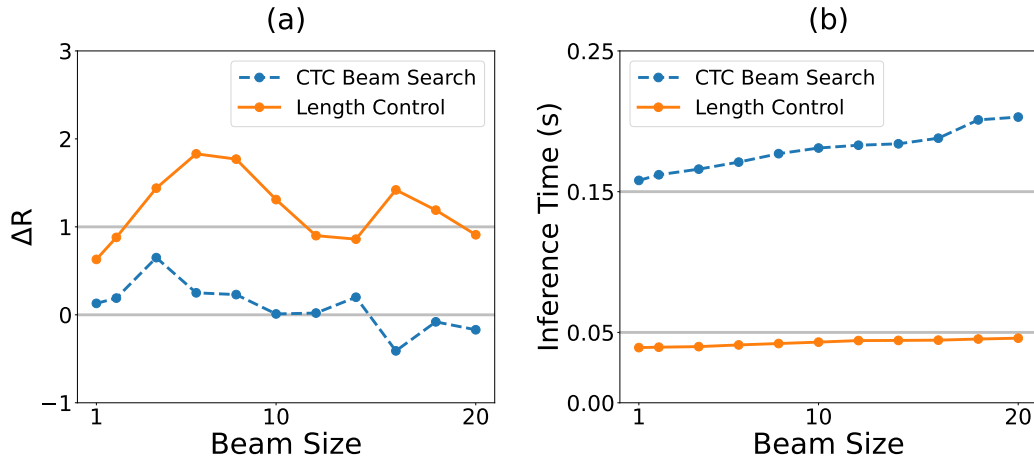 (a)
3
2
1
0
−1
ΔR
CTC Beam Search
Length Control
1
10
20
Beam Size
(b)
0.25
0.15
0.05
0.00
Inference Time (s)
CTC Beam Search
Length Control
1
10
20
Beam Size